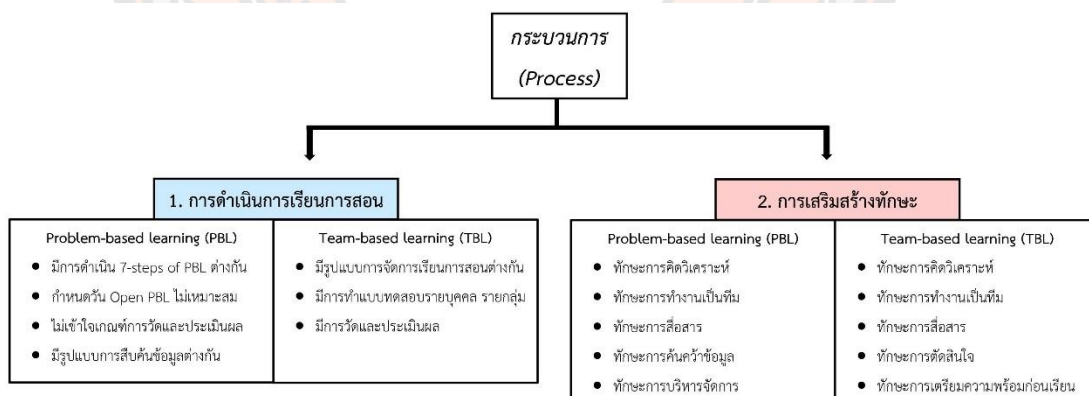 กระบวนการ
(Process)
1. การดำเนินการเรียนการสอน
Problem-based learning (PBL)
● มีการดำเนิน 7-steps of PBL ต่างกัน
● กำหนดวัน Open PBL ไม่เหมาะสม
● ไม่เข้าใจเกณฑ์การวัดและประเมินผล
● มีรูปแบบการสืบค้นข้อมูลต่างกัน
Team-based learning (TBL)
● มีรูปแบบการจัดการเรียนการสอนต่างกัน
● มีการทำแบบทดสอบรายบุคคล รายกลุ่ม
● มีการวัดและประเมินผล
2. การเสริมสร้างทักษะ
Problem-based learning (PBL)
● ทักษะการคิดวิเคราะห์
● ทักษะการทำงานเป็นทีม
● ทักษะการสื่อสาร
● ทักษะการค้นคว้าข้อมูล
● ทักษะการบริหารจัดการ
Team-based learning (TBL)
● ทักษะการคิดวิเคราะห์
● ทักษะการทำงานเป็นทีม
● ทักษะการสื่อสาร
● ทักษะการตัดสินใจ
● ทักษะการเตรียมความพร้อมก่อนเรียน